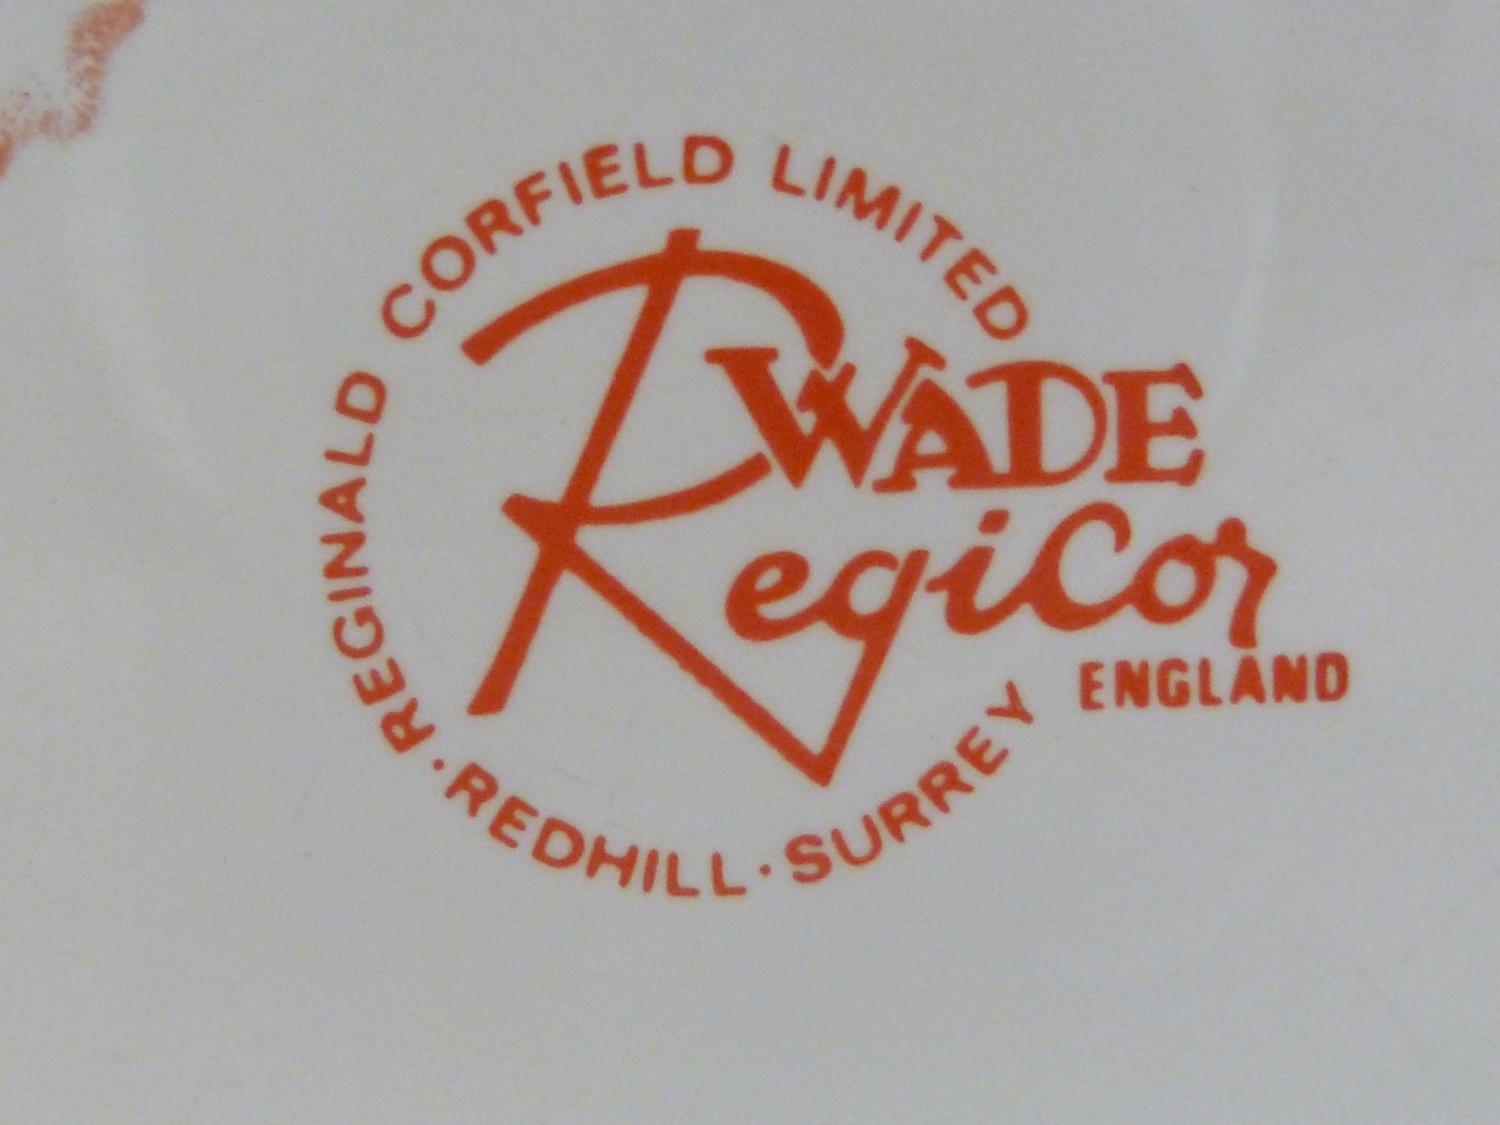 REGINALD CORFIELD LIMITED
WADE
RegiCor
ENGLAND
· REDHILL · SURREY